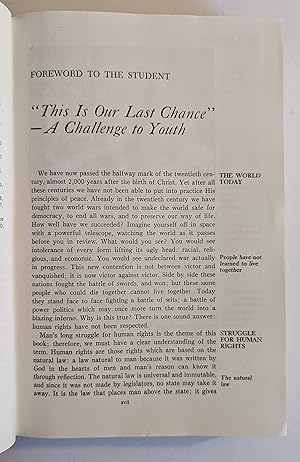 FOREWORD TO THE STUDENT
"This Is Our Last Chance"
—A Challenge to Youth
We have now passed the halfway mark of the twentieth cen-
tury, almost 2,000 years after the birth of Christ. Yet after all
these centuries we have not been able to put into practice His
principles of peace. Already in the twentieth century we have
fought two world wars intended to make the world safe for
democracy, to end all wars, and to preserve our way of life.
How well have we succeeded? Imagine yourself off in space
with a powerful telescope, watching the world as it passes
before you in review. What would you see? You would see
intolerance of every form lifting its ugly head: racial, reli-
gious, and economic. You would see undeclared war actually
in progress. This new contention is not between victor and
vanquished; it is now victor against victor. Side by side these
nations fought the battle of swords, and won; but these same
people who could die together cannot live together. Today
they stand face to face fighting a battle of wits; a battle of
power politics which may once more turn the world into a
blazing inferno. Why is this true? There is one sound answer:
human rights have not been respected.
Man's long struggle for human rights is the theme of this
book; therefore, we must have a clear understanding of the
term. Human rights are those rights which are based on the
natural law; a law natural to man because it was written by
God in the hearts of men and man's reason can know it
through reflection. The natural law is universal and immutable,
and since it was not made by legislators, no state may take it
away. It is the law that places man above the state; it gives
THE WORLD
TODAY
People have not
learned to live
together
STRUGGLE
FOR HUMAN
RIGHTS
The natural
law
xvii